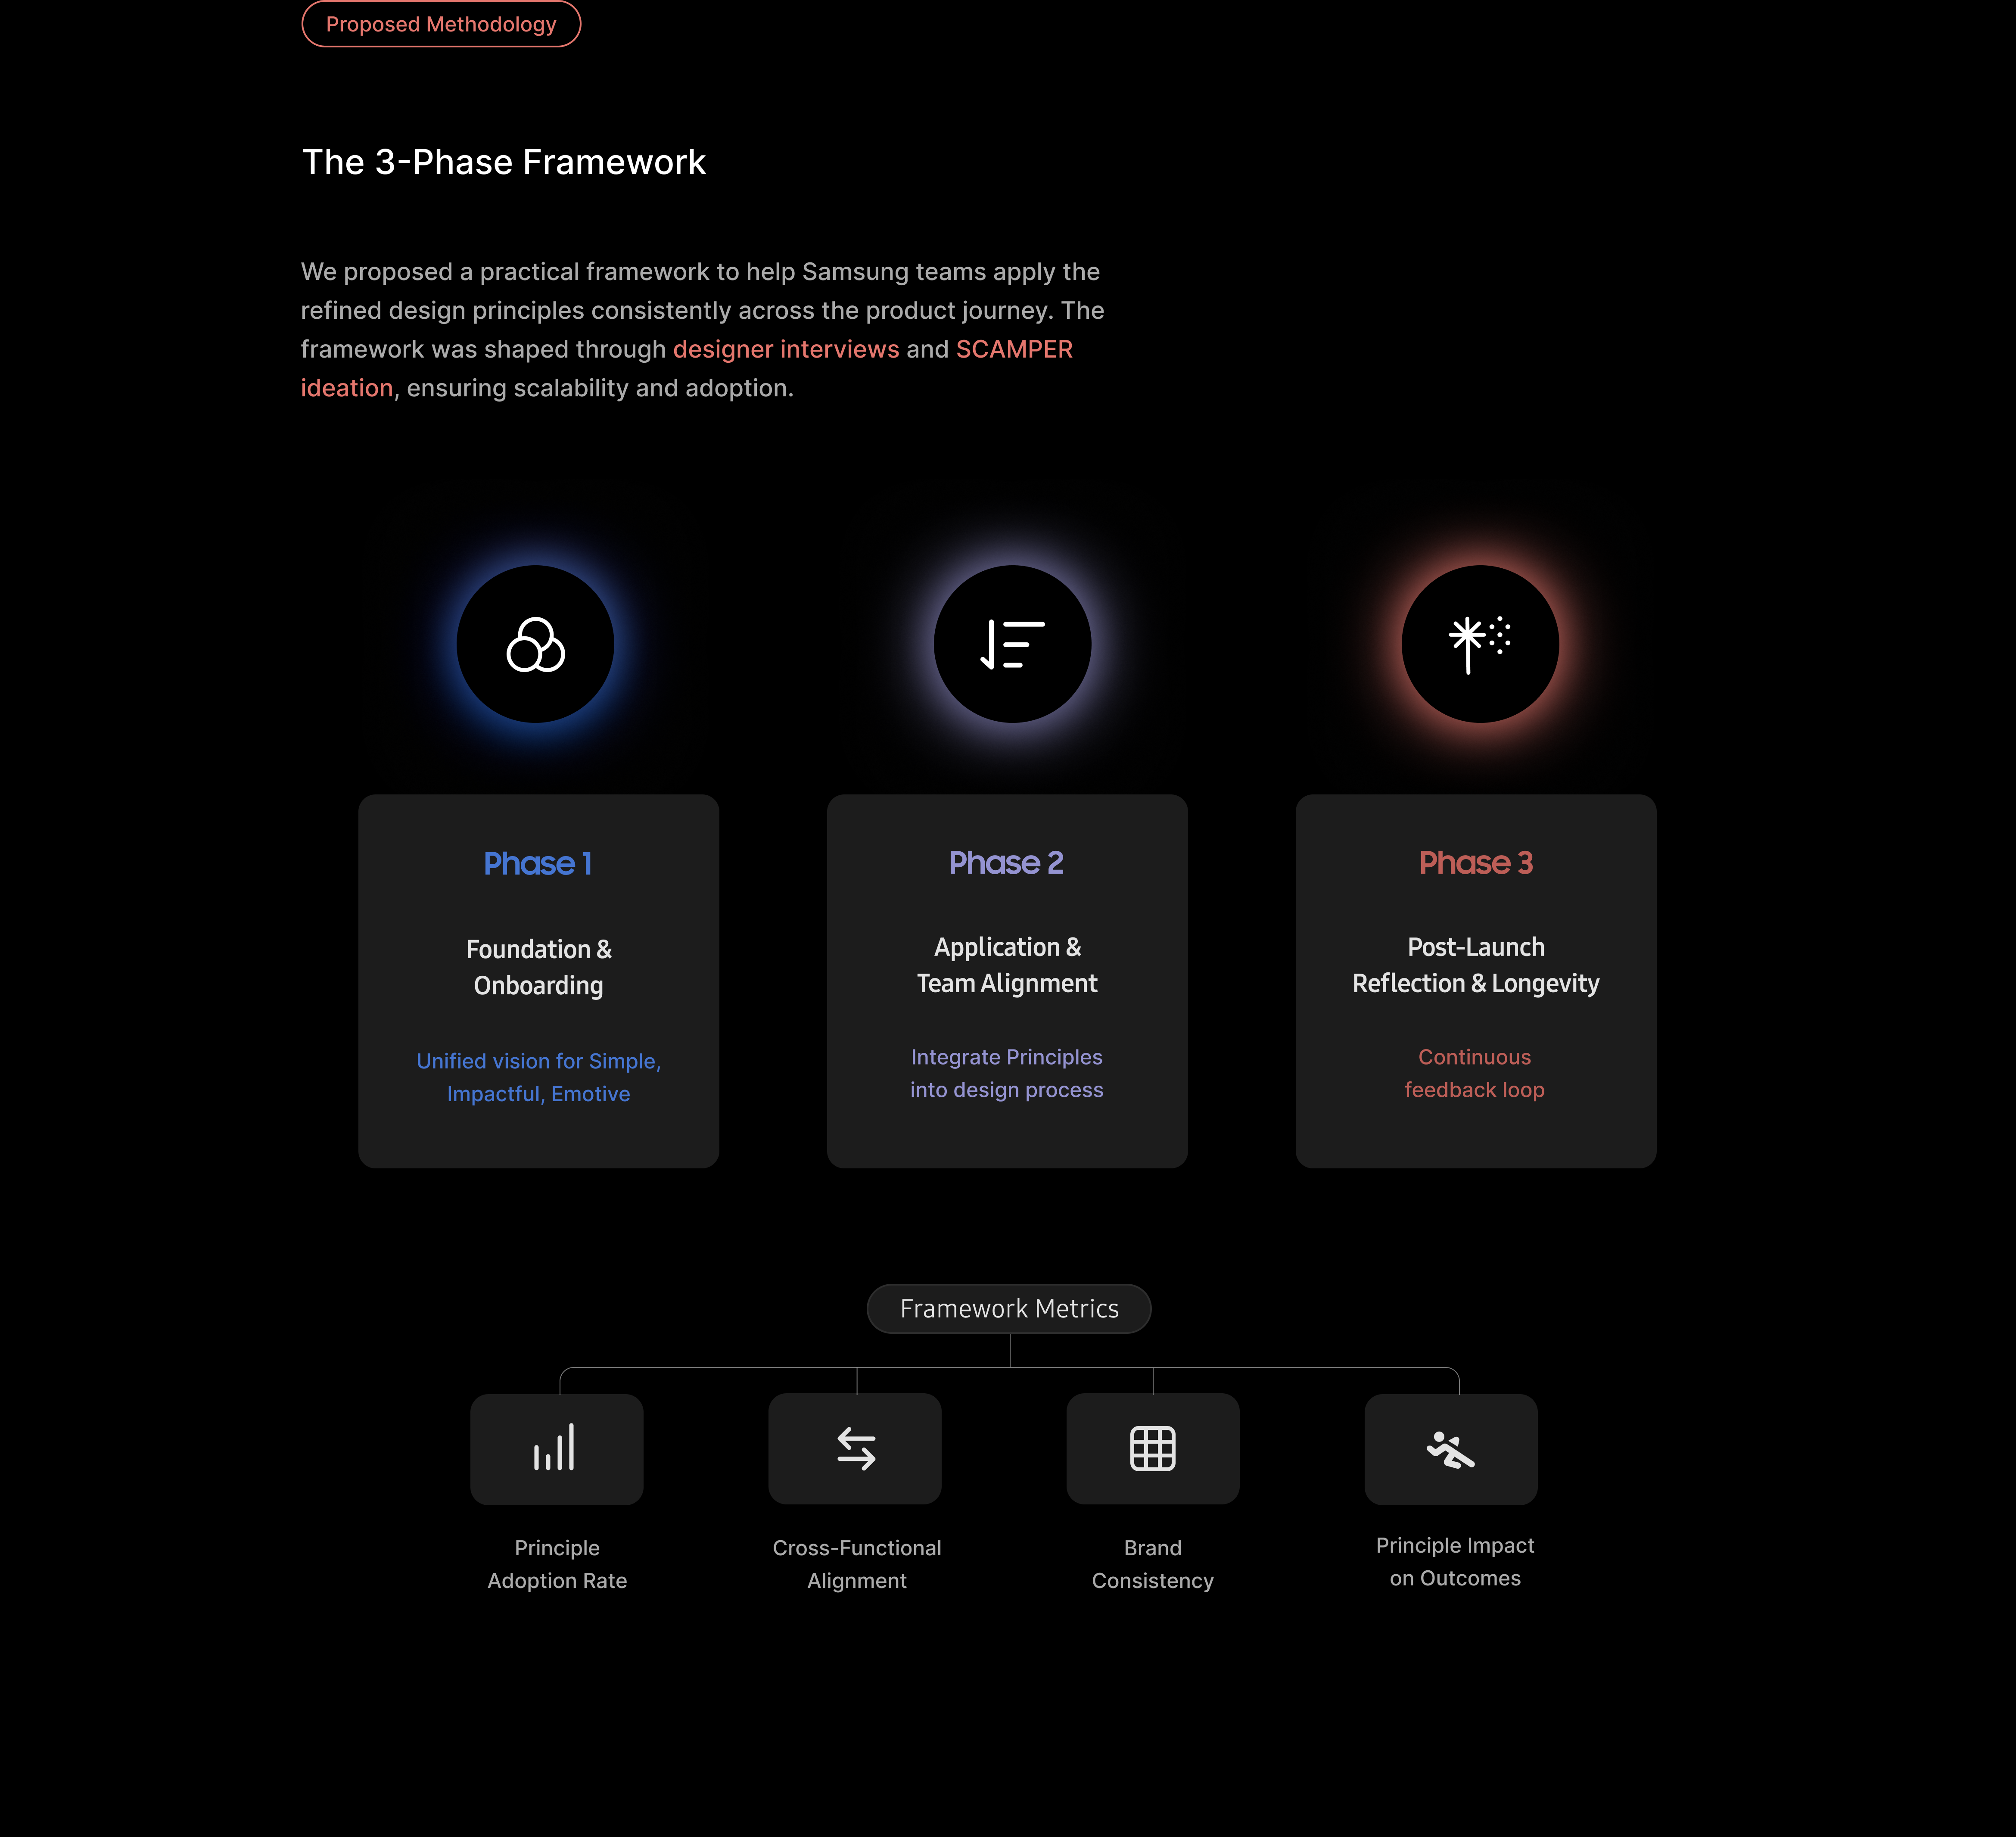 Proposed Methodology
The 3-Phase Framework
We proposed a practical framework to help Samsung teams apply the
refined design principles consistently across the product journey. The
framework was shaped through designer interviews and SCAMPER
ideation, ensuring scalability and adoption.
Phase 1
Foundation &
Onboarding
Unified vision for Simple,
Impactful, Emotive
Phase 2
Application &
Team Alignment
Integrate Principles
into design process
Phase 3
Post-Launch
Reflection & Longevity
Continuous
feedback loop
Framework Metrics
Principle
Adoption Rate
Cross-Functional
Alignment
Brand
Consistency
Principle Impact
on Outcomes